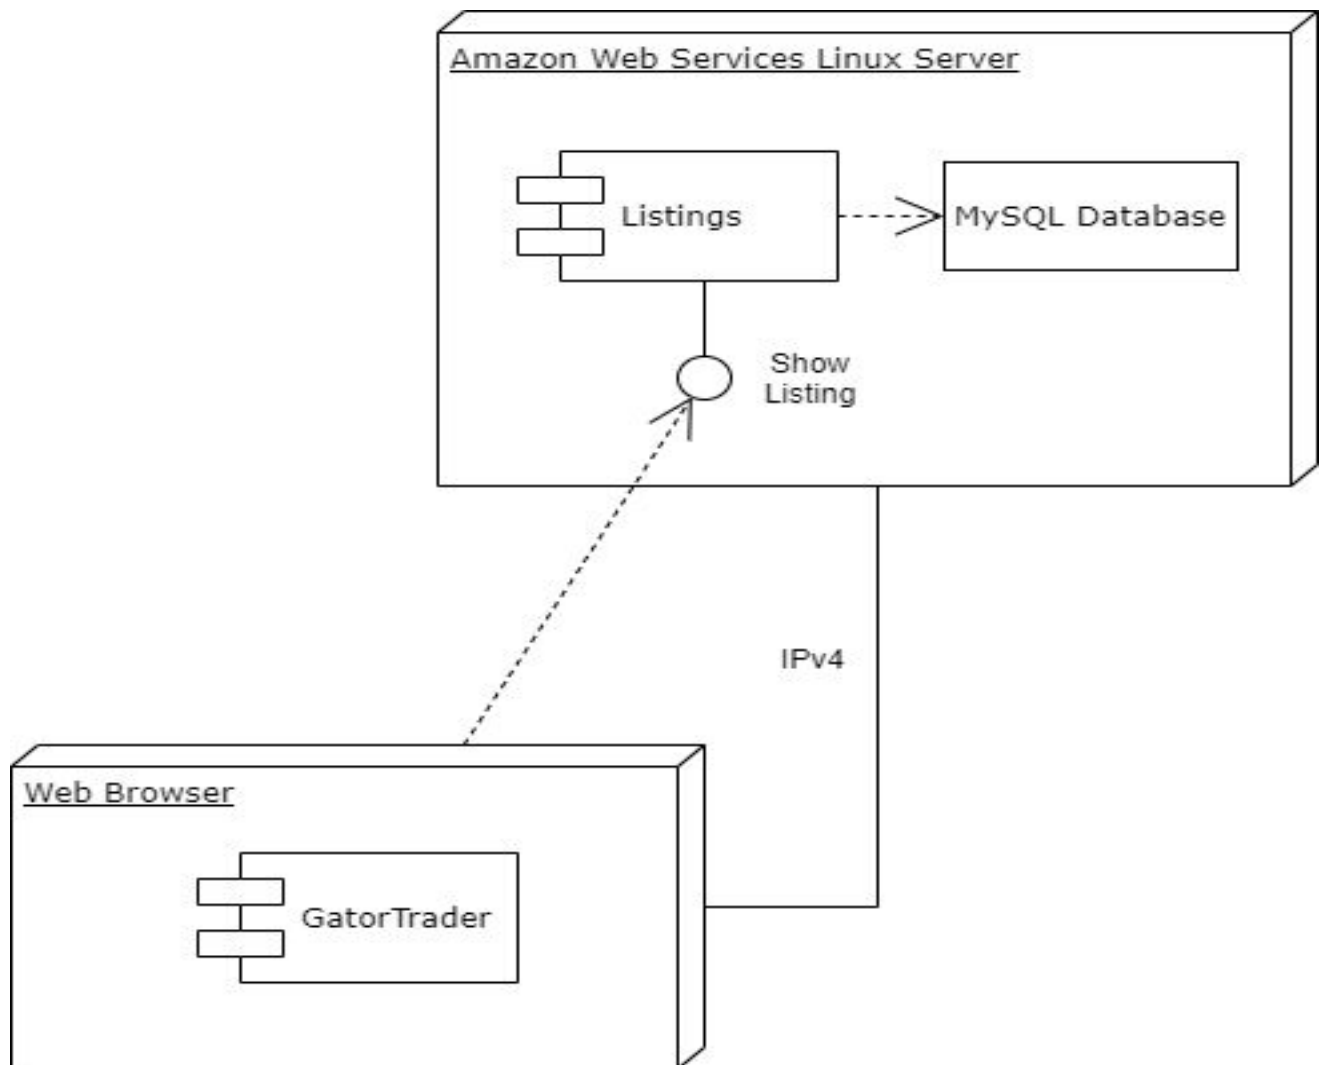 Amazon Web Services Linux Server
Listings
MySQL Database
Show
Listing
IPv4
Web Browser
GatorTrader